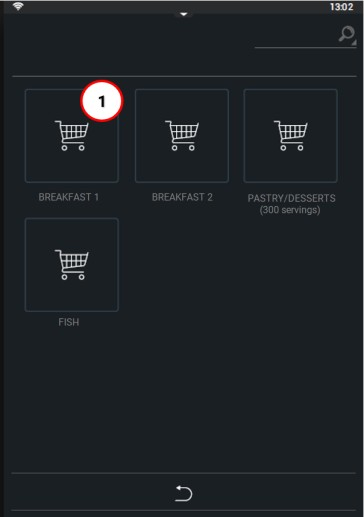 13:02
1
BREAKFAST 1
BREAKFAST 2
PASTRY/DESSERTS
(300 servings)
FISH